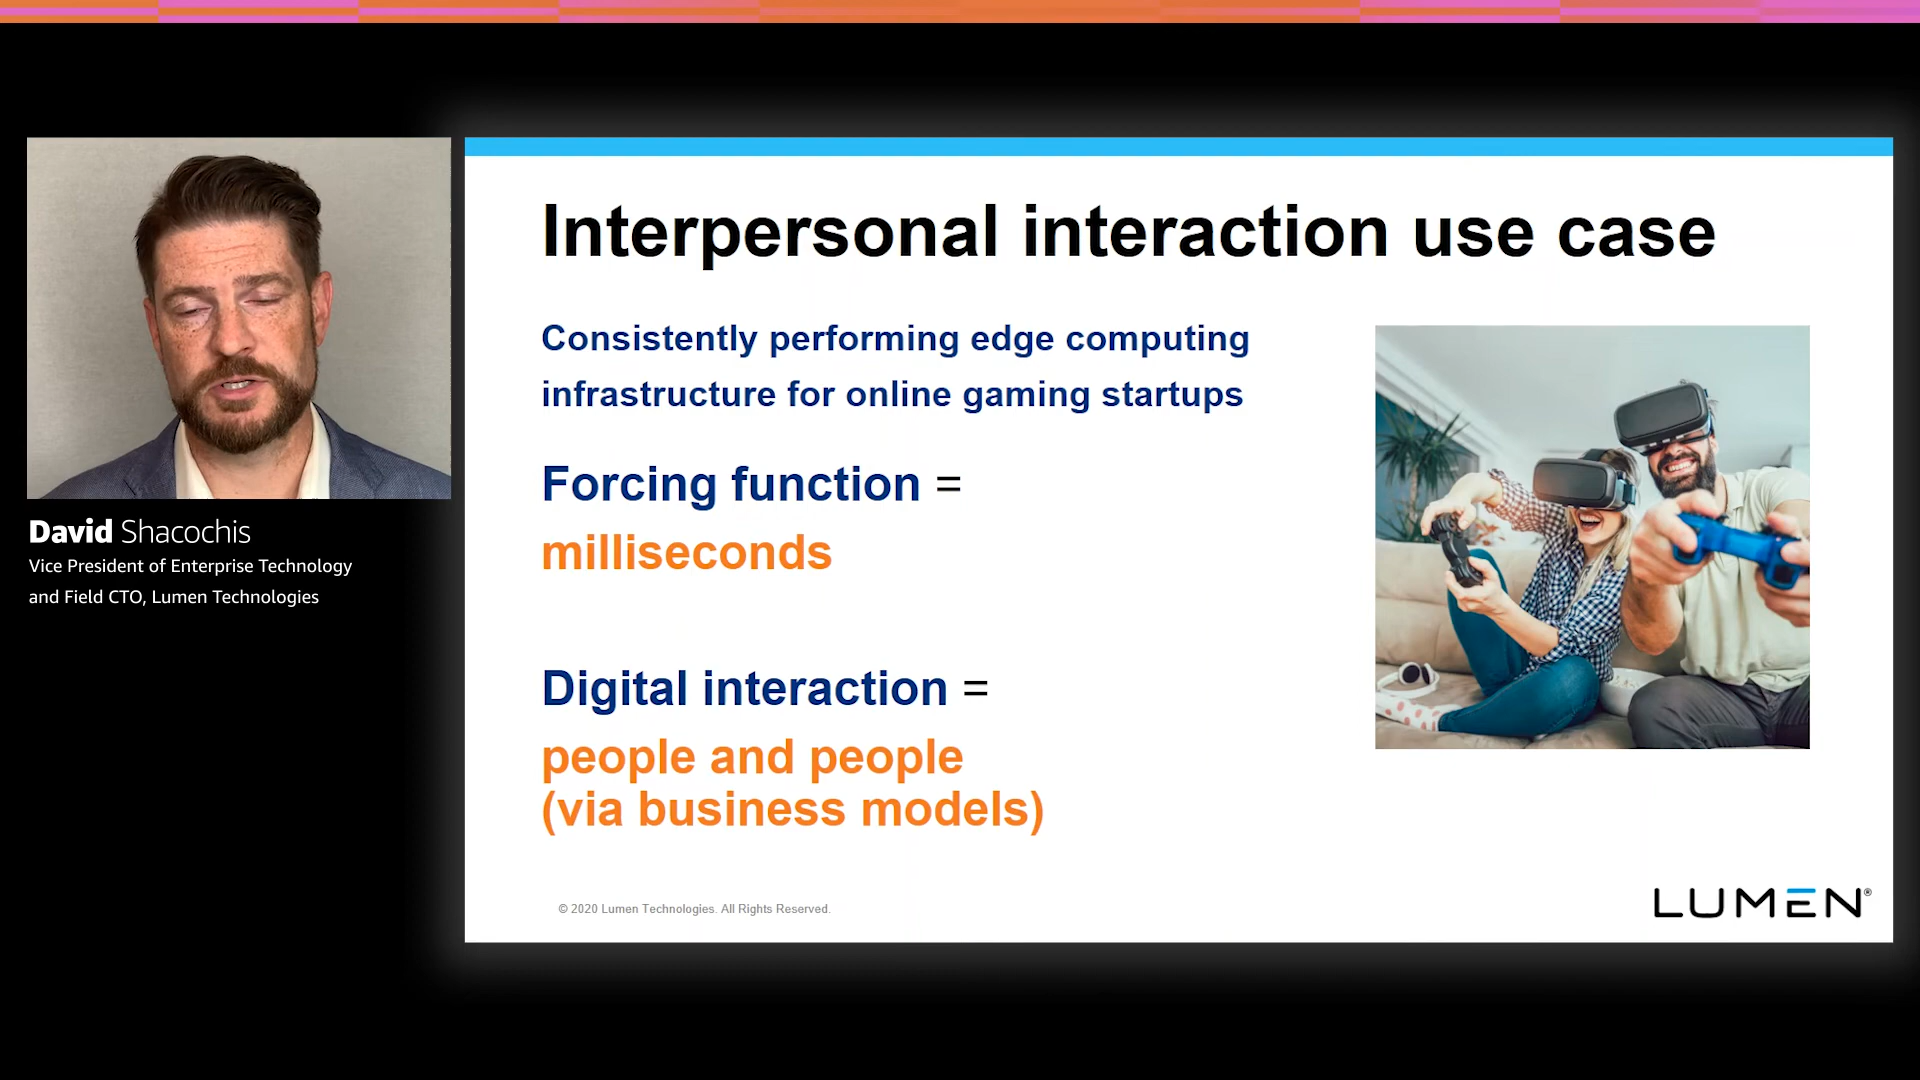 Interpersonal interaction use case
Consistently performing edge computing
infrastructure for online gaming startups
Forcing function =
milliseconds
Digital interaction =
people and people
(via business models)
© 2020 Lumen Technologies. All Rights Reserved.
LUMEN®
David Shacochis
Vice President of Enterprise Technology
and Field CTO, Lumen Technologies